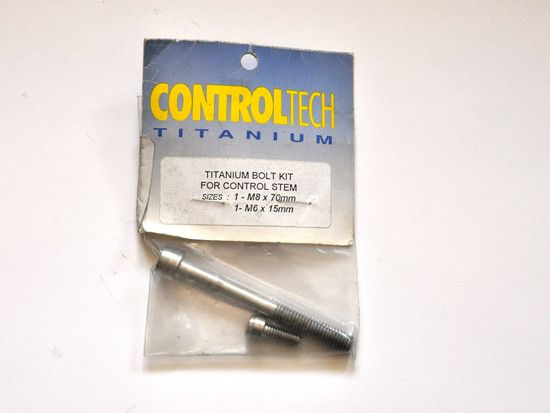 CONTROLTECH
TITANIUM
TITANIUM BOLT KIT
FOR CONTROL STEM
SIZES : 1 - M8 x 70mm
1- M6 x 15mm